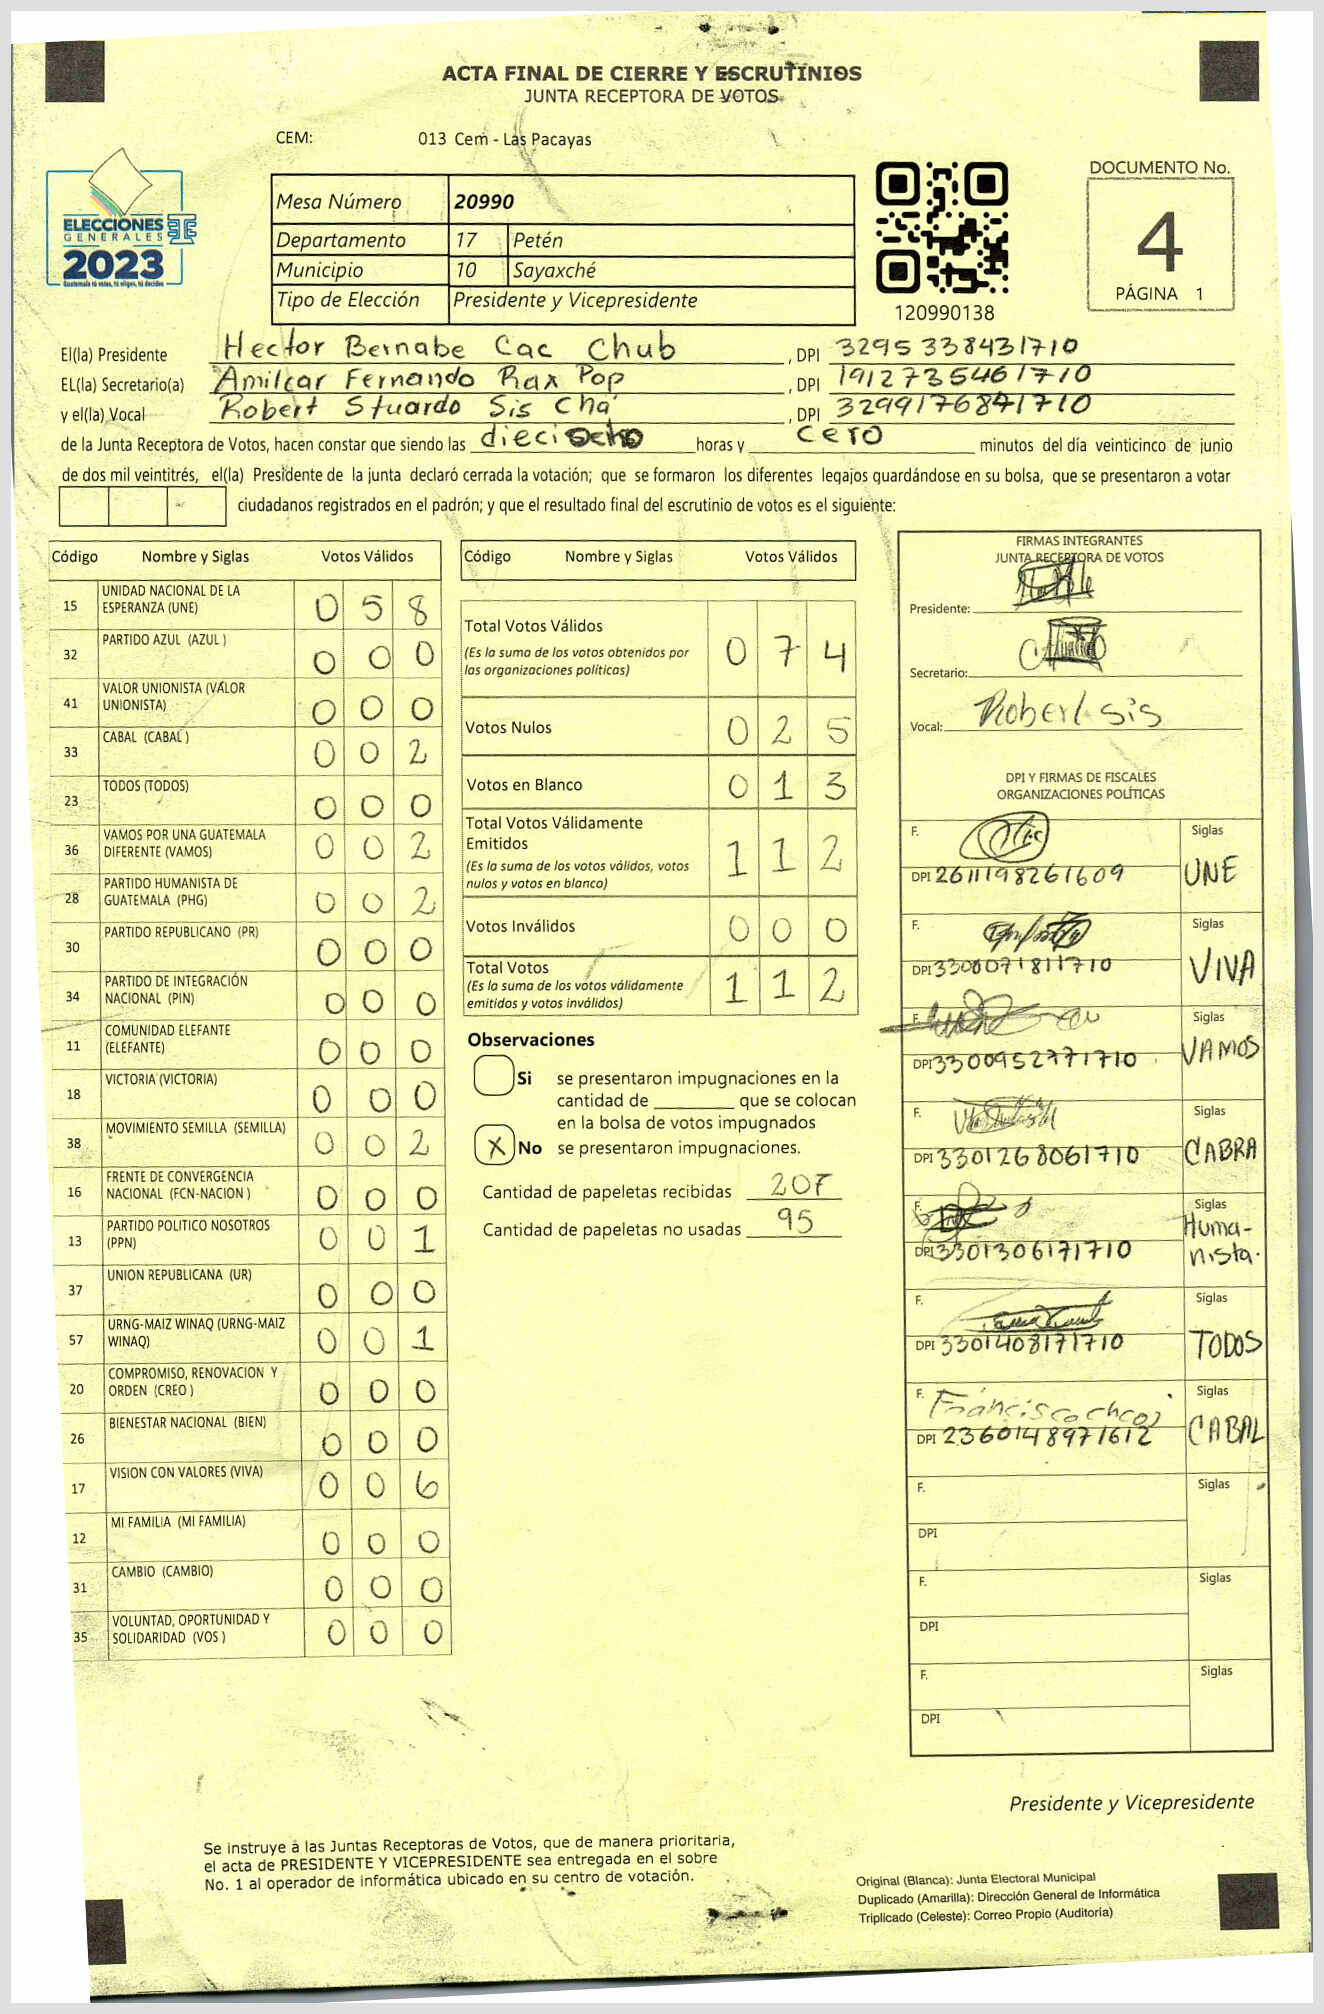 ACTA FINAL DE CIERRE Y ESCRUTINIOS
JUNTA RECEPTORA DE VOTOS
CEM: 013 Cem - Las Pacayas
ELECCIONES
GENERALES
2023
Guatemala tú votas, tú eliges, tú decides
Mesa Número 20990
Departamento 17 Petén
Municipio 10 Sayaxché
Tipo de Elección Presidente y Vicepresidente
120990138
DOCUMENTO No.
4
PÁGINA 1
El(la) Presidente Hector Bernabe Cac Chub, DPI 3295338431710
EL(la) Secretario(a) Amilcar Fernando Rax Pop, DPI 1912735461710
y el(la) Vocal Robert Stuardo Sis Chá, DPI 3299176841710
de la Junta Receptora de Votos, hacen constar que siendo las dieciocho horas y cero minutos del día veinticinco de junio
de dos mil veintitrés, el(la) Presidente de la junta declaró cerrada la votación; que se formaron los diferentes legajos guardándose en su bolsa, que se presentaron a votar
ciudadanos registrados en el padrón; y que el resultado final del escrutinio de votos es el siguiente:
Código Nombre y Siglas Votos Válidos
15 UNIDAD NACIONAL DE LA ESPERANZA (UNE) 0 5 8
32 PARTIDO AZUL (AZUL ) 0 0 0
41 VALOR UNIONISTA (VALOR UNIONISTA) 0 0 0
33 CABAL (CABAL ) 0 0 2
23 TODOS (TODOS) 0 0 0
36 VAMOS POR UNA GUATEMALA DIFERENTE (VAMOS) 0 0 2
28 PARTIDO HUMANISTA DE GUATEMALA (PHG) 0 0 2
30 PARTIDO REPUBLICANO (PR) 0 0 0
34 PARTIDO DE INTEGRACIÓN NACIONAL (PIN) 0 0 0
11 COMUNIDAD ELEFANTE (ELEFANTE) 0 0 0
18 VICTORIA (VICTORIA) 0 0 0
38 MOVIMIENTO SEMILLA (SEMILLA) 0 0 2
16 FRENTE DE CONVERGENCIA NACIONAL (FCN-NACION ) 0 0 0
13 PARTIDO POLITICO NOSOTROS (PPN) 0 0 1
37 UNION REPUBLICANA (UR) 0 0 0
57 URNG-MAIZ WINAQ (URNG-MAIZ WINAQ) 0 0 1
20 COMPROMISO, RENOVACION Y ORDEN (CREO ) 0 0 0
26 BIENESTAR NACIONAL (BIEN) 0 0 0
17 VISION CON VALORES (VIVA) 0 0 6
12 MI FAMILIA (MI FAMILIA) 0 0 0
31 CAMBIO (CAMBIO) 0 0 0
35 VOLUNTAD, OPORTUNIDAD Y SOLIDARIDAD (VOS ) 0 0 0
Código Nombre y Siglas Votos Válidos
Total Votos Válidos 0 7 4
(Es la suma de los votos obtenidos por
las organizaciones políticas)
Votos Nulos 0 2 5
Votos en Blanco 0 1 3
Total Votos Válidamente
Emitidos 1 1 2
(Es la suma de los votos válidos, votos
nulos y votos en blanco)
Votos Inválidos 0 0 0
Total Votos 1 1 2
(Es la suma de los votos válidamente
emitidos y votos inválidos)
Observaciones
Si se presentaron impugnaciones en la
cantidad de ________ que se colocan
en la bolsa de votos impugnados
X No se presentaron impugnaciones.
Cantidad de papeletas recibidas 207
Cantidad de papeletas no usadas 95
FIRMAS INTEGRANTES
JUNTA RECEPTORA DE VOTOS
Presidente:
Secretario:
Vocal: Robert Sis
DPI Y FIRMAS DE FISCALES
ORGANIZACIONES POLÍTICAS
F. Siglas
DPI 2611198261609 UNE
F. Siglas
DPI 3300071811710 VIVA
F. Siglas
DPI 3300952771710 VAMOS
F. Siglas
DPI 3301268061710 CABRA
F. Siglas
DPI 3301306171710 Huma-
nista.
F. Siglas
DPI 3301408171710 TODOS
F. Francisco Siglas
DPI 2360148971612 CABAL
F. Siglas
DPI
F. Siglas
DPI
F. Siglas
DPI
Presidente y Vicepresidente
Se instruye a las Juntas Receptoras de Votos, que de manera prioritaria,
el acta de PRESIDENTE Y VICEPRESIDENTE sea entregada en el sobre
No. 1 al operador de informática ubicado en su centro de votación.
Original (Blanca): Junta Electoral Municipal
Duplicado (Amarilla): Dirección General de Informática
Triplicado (Celeste): Correo Propio (Auditoría)